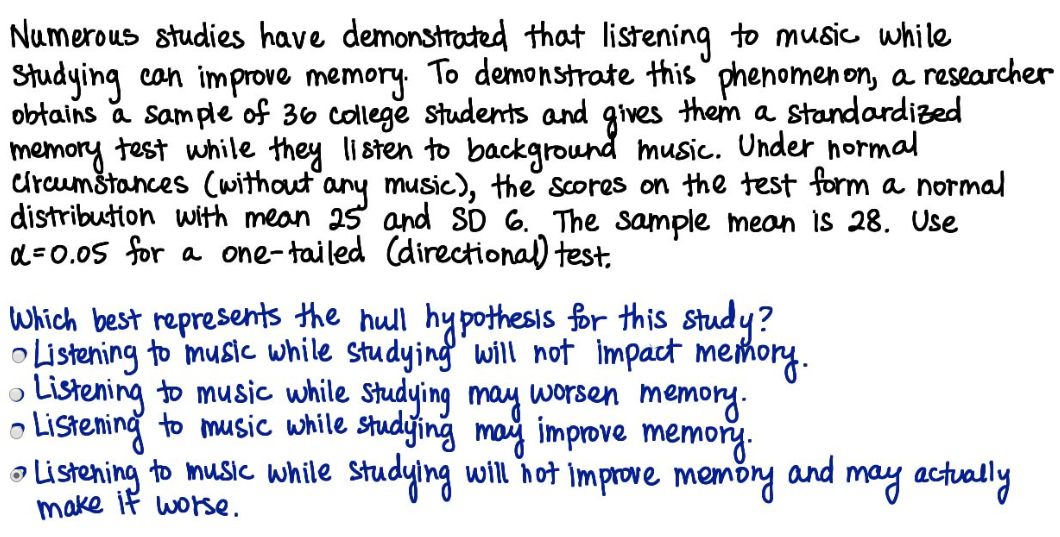 Numerous studies have demonstrated that listening to music while
studying can improve memory. To demonstrate this phenomenon, a researcher
obtains a sample of 36 college students and gives them a standardized
memory test while they listen to background music. Under normal
circumstances (without any music), the scores on the test form a normal
distribution with mean 25 and SD 6. The sample mean is 28. Use
α=0.05 for a one-tailed (directional) test.
Which best represents the null hypothesis for this study?
Listening to music while studying will not impact memory.
Listening to music while studying may worsen memory.
Listening to music while studying may improve memory.
Listening to music while studying will not improve memory and may actually
make it worse.